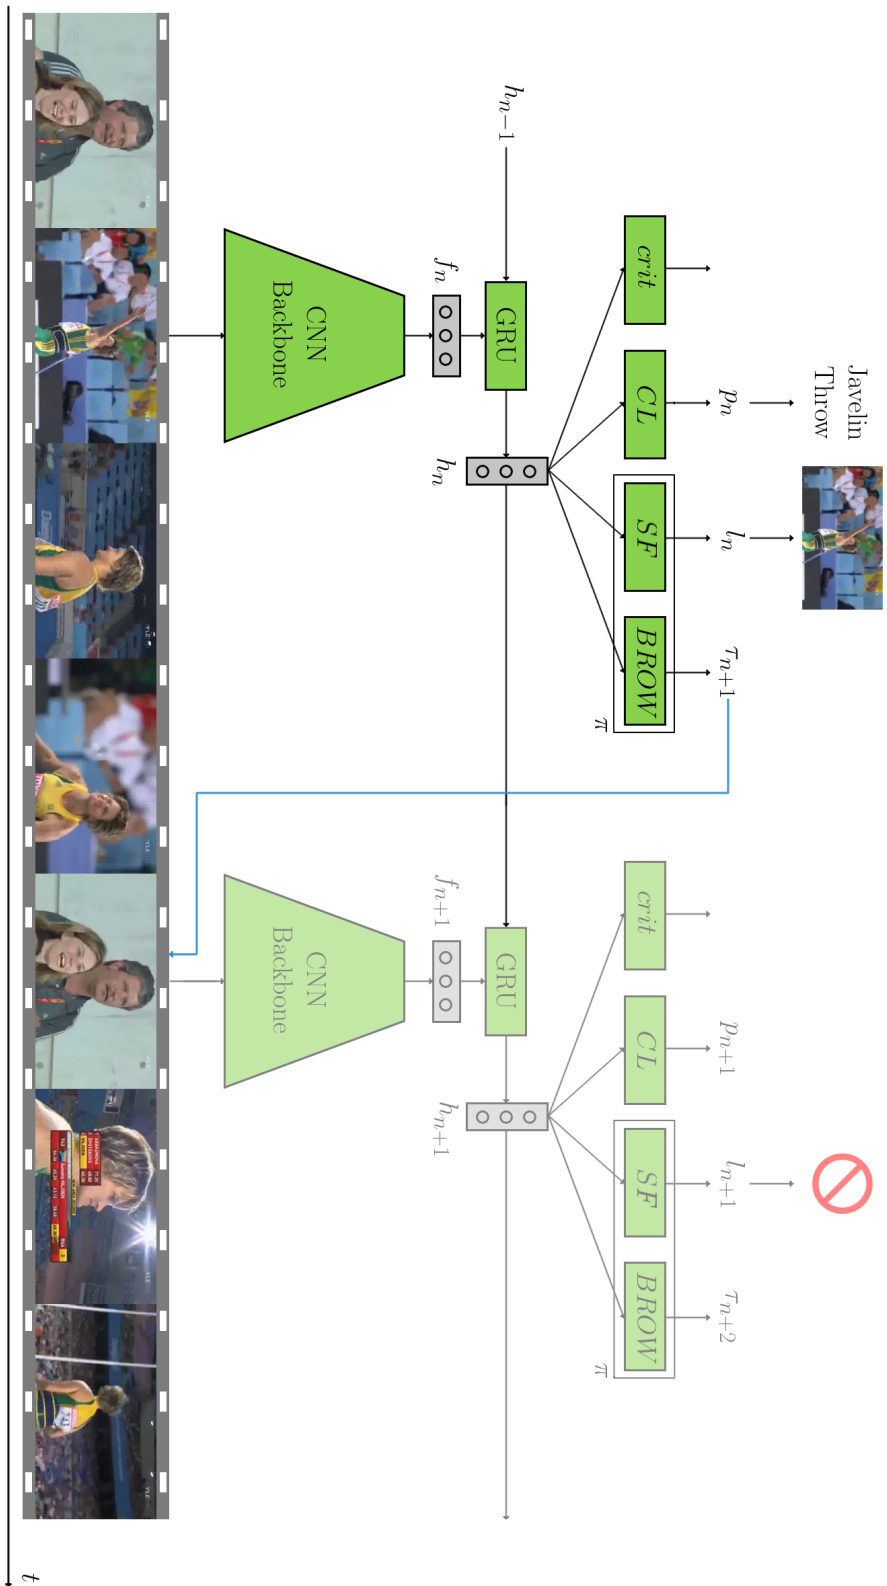 Javelin
Throw
p_n
l_n
τ_{n+1}
p_{n+1}
l_{n+1}
τ_{n+2}
crit
CL
SF
BROW
π
crit
CL
SF
BROW
π
h_{n−1}
GRU
h_n
GRU
h_{n+1}
f_n
f_{n+1}
CNN
Backbone
CNN
Backbone
t